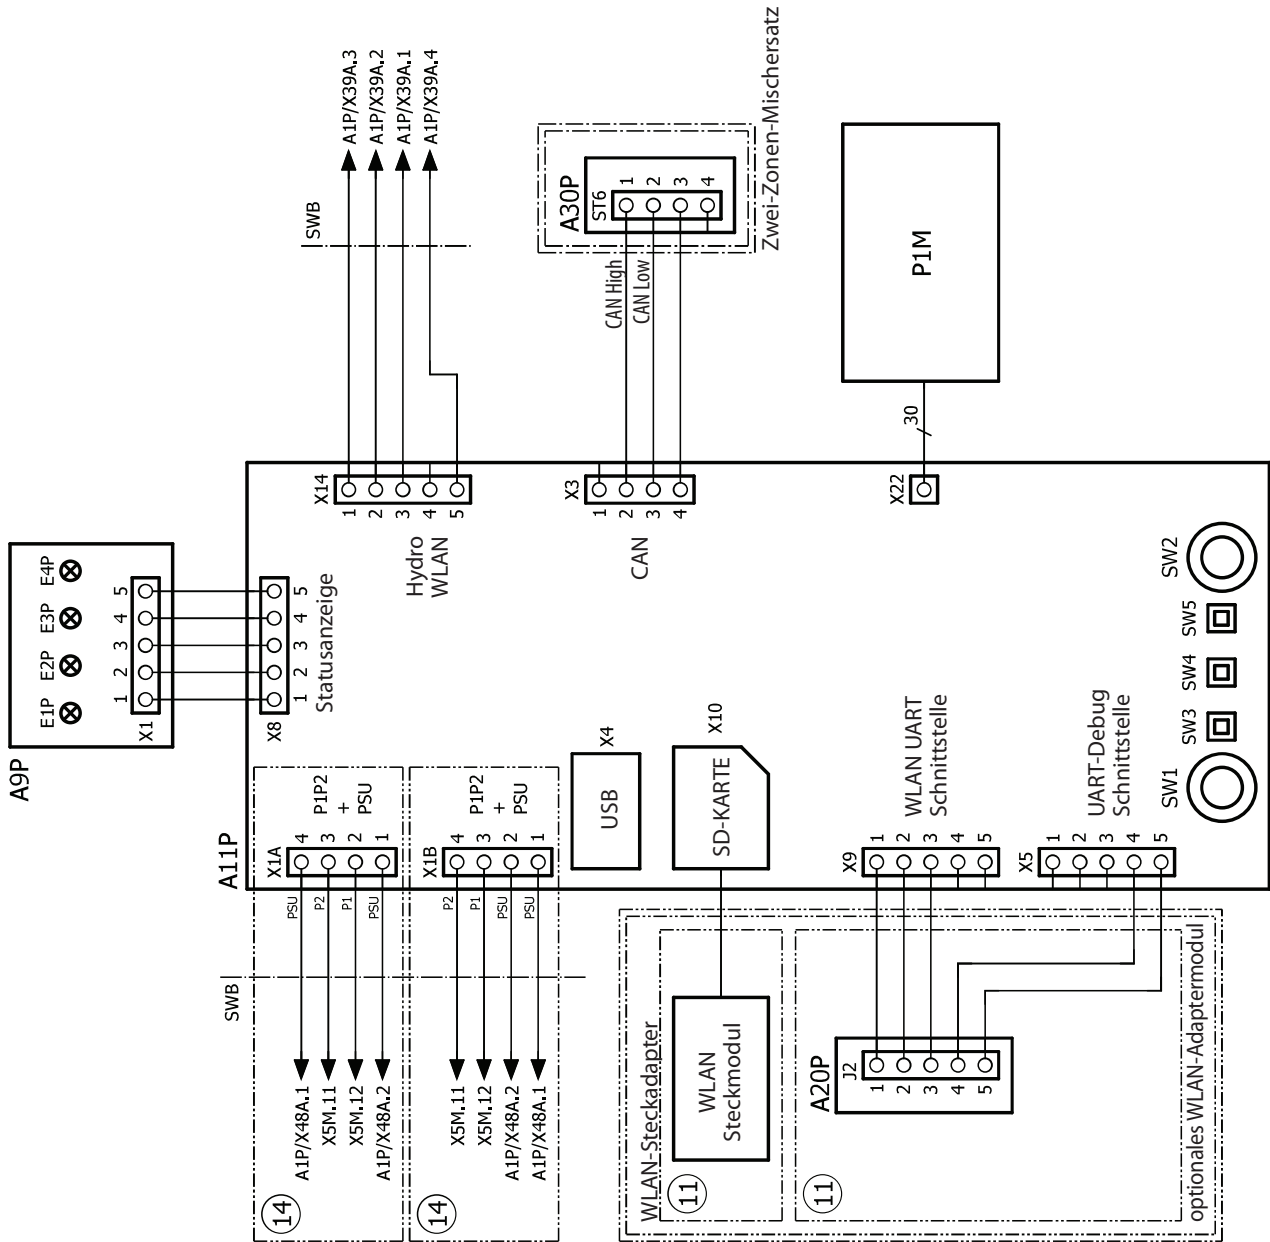 A9P
E1P
E2P
E3P
E4P
X1
1
2
3
4
5
X8
1
2
3
4
5
Statusanzeige
A11P
SWB
14
X1A
4
3
2
1
P1P2
+
PSU
PSU
P2
P1
PSU
A1P/X48A.1
X5M.11
X5M.12
A1P/X48A.2
14
X1B
4
3
2
1
P1P2
+
PSU
P2
P1
PSU
PSU
X5M.11
X5M.12
A1P/X48A.2
A1P/X48A.1
X14
1
2
3
4
5
Hydro
WLAN
SWB
A1P/X39A.3
A1P/X39A.2
A1P/X39A.1
A1P/X39A.4
X3
1
2
3
4
CAN
CAN High
CAN Low
A30P
ST6
1
2
3
4
Zwei-Zonen-Mischersatz
X4
USB
X10
SD-KARTE
WLAN-Steckadapter
WLAN
Steckmodul
11
X22
30
P1M
X9
1
2
3
4
5
WLAN UART
Schnittstelle
X5
1
2
3
4
5
UART-Debug
Schnittstelle
A20P
J2
1
2
3
4
5
11
optionales WLAN-Adaptermodul
SW1
SW3
SW4
SW5
SW2